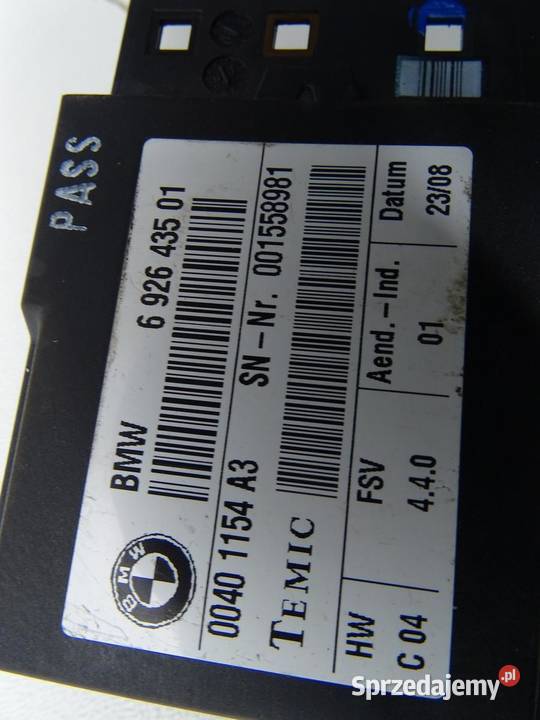 PASS
BMW 6 926 435 01
BMW
0040 1154 A3 SN-Nr. 001558981
TEMIC
HW FSV Aend.-Ind. Datum
C 04 4.4.0 01 23/08
Sprzedajemy.pl